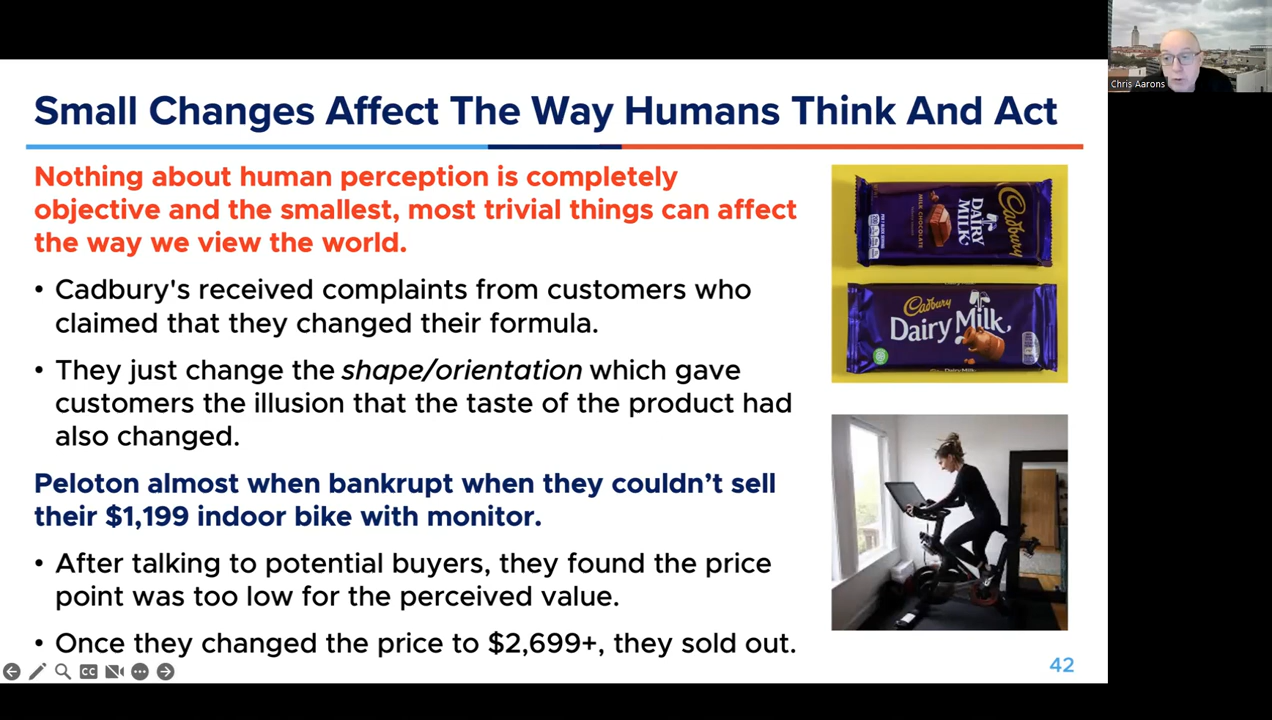 Small Changes Affect The Way Humans Think And Act
Nothing about human perception is completely
objective and the smallest, most trivial things can affect
the way we view the world.
• Cadbury's received complaints from customers who
claimed that they changed their formula.
• They just change the shape/orientation which gave
customers the illusion that the taste of the product had
also changed.
Peloton almost when bankrupt when they couldn’t sell
their $1,199 indoor bike with monitor.
• After talking to potential buyers, they found the price
point was too low for the perceived value.
• Once they changed the price to $2,699+, they sold out.
Cadbury
DAIRY
MILK
MILK CHOCOLATE
Cadbury
Dairy Milk
42
CC
Chris Aarons